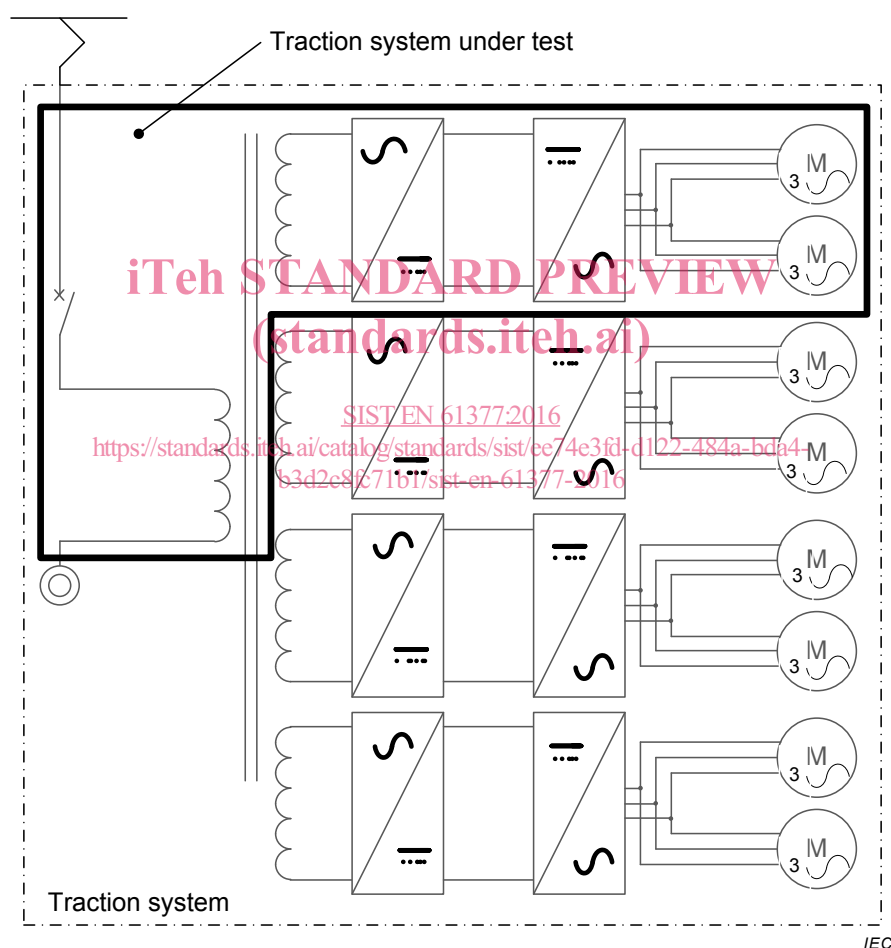 Traction system under test
M
3
M
3
iTeh STANDARD PREVIEW
(standards.iteh.ai)
M
3
SIST EN 61377:2016
https://standards.iteh.ai/catalog/standards/sist/ee74e3fd-d122-484a-bda4-
M
3
b3d2c8fc71bf/sist-en-61377-2016
M
3
M
3
M
3
M
3
Traction system
IEC